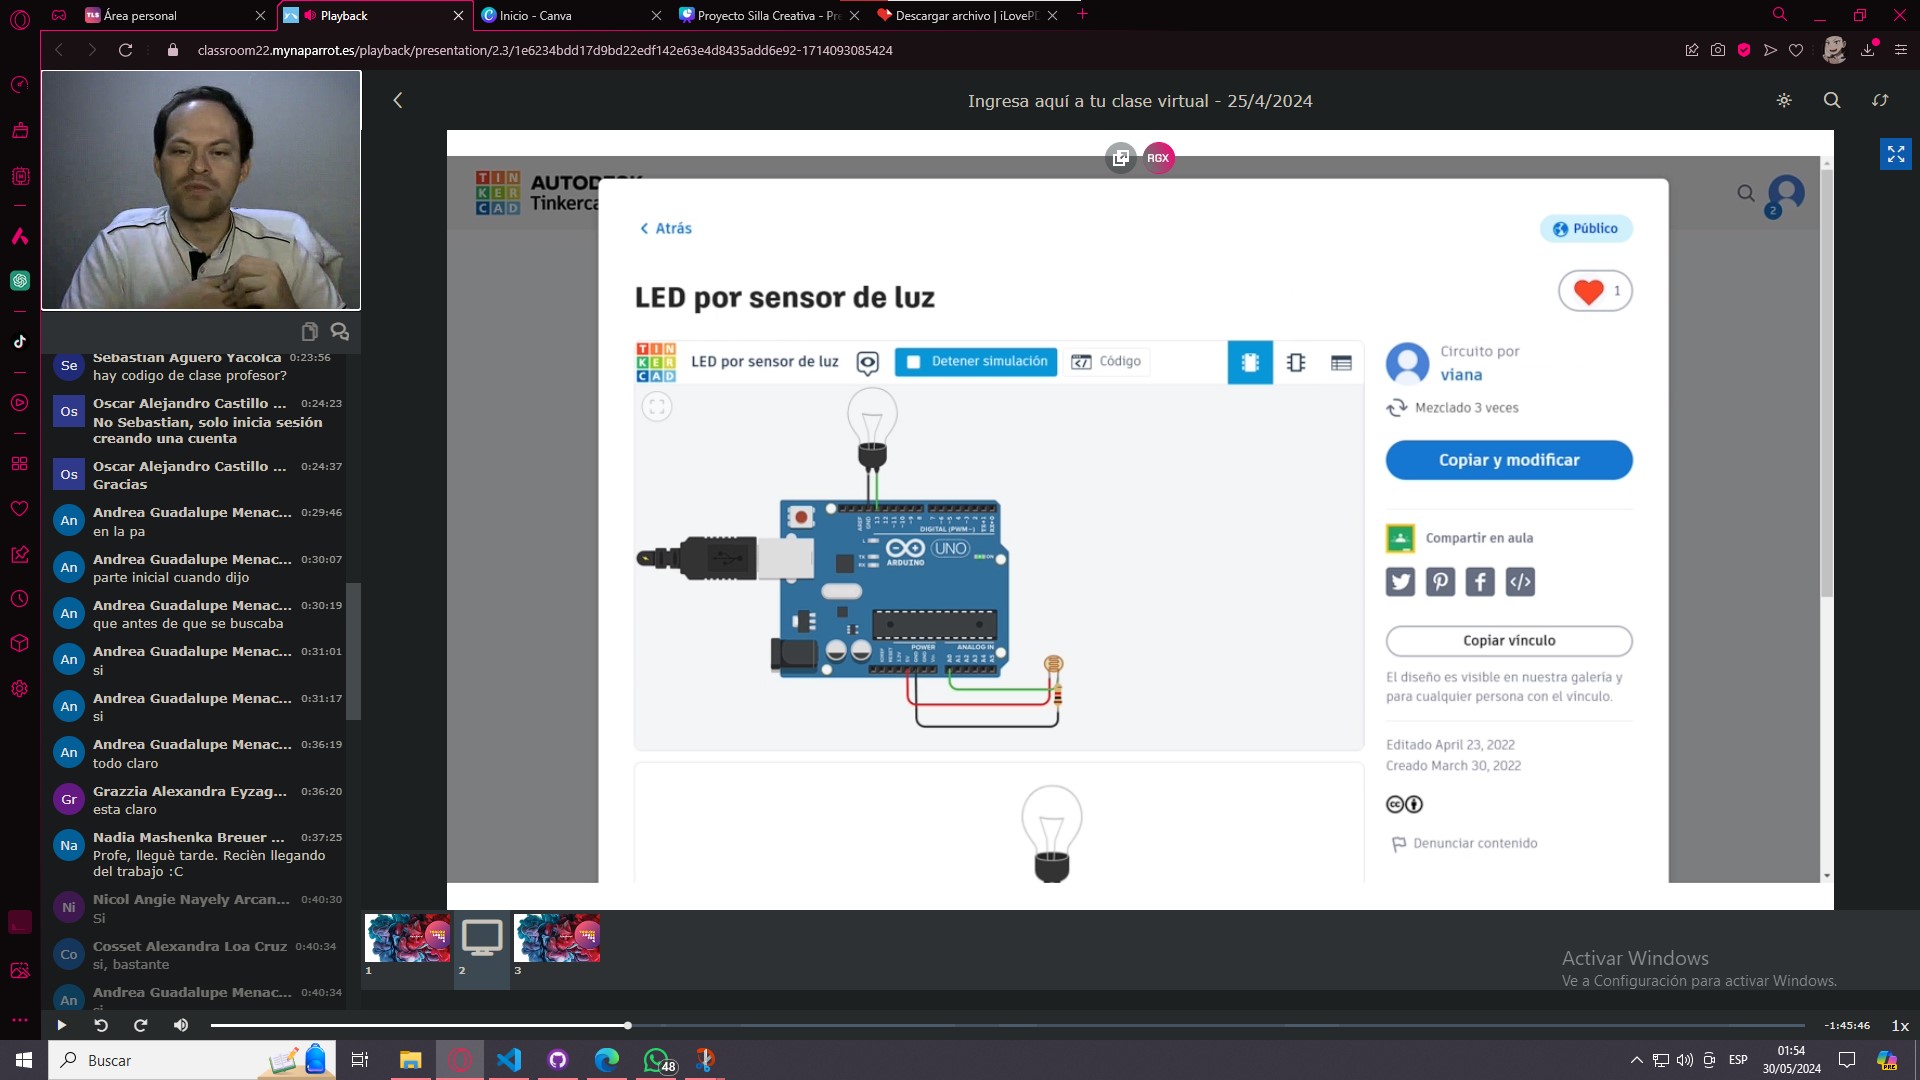 Área personal
Playback
Inicio - Canva
Proyecto Silla Creativa - Pre
Descargar archivo | iLovePD
classroom22.mynaparrot.es/playback/presentation/2.3/1e6234bdd17d9bd22edf142e63e4d8435add6e92-1714093085424
Ingresa aquí a tu clase virtual - 25/4/2024
RGX
TIN
KER
CAD
AUTODESK
Tinkerca
2
Atrás
Público
LED por sensor de luz
1
TIN
KER
CAD
LED por sensor de luz
Detener simulación
Código
Circuito por
viana
Mezclado 3 veces
Copiar y modificar
DIGITAL (PWM~)
UNO
ARDUINO
POWER
ANALOG IN
Compartir en aula
Copiar vínculo
El diseño es visible en nuestra galería y
para cualquier persona con el vínculo.
Editado April 23, 2022
Creado March 30, 2022
Denunciar contenido
Se
Sebastian Aguero Yacolca 0:23:56
hay codigo de clase profesor?
Os
Oscar Alejandro Castillo ... 0:24:23
No Sebastian, solo inicia sesión
creando una cuenta
Os
Oscar Alejandro Castillo ... 0:24:37
Gracias
An
Andrea Guadalupe Menac... 0:29:46
en la pa
An
Andrea Guadalupe Menac... 0:30:07
parte inicial cuando dijo
An
Andrea Guadalupe Menac... 0:30:19
que antes de que se buscaba
An
Andrea Guadalupe Menac... 0:31:01
si
An
Andrea Guadalupe Menac... 0:31:17
si
An
Andrea Guadalupe Menac... 0:36:19
todo claro
Gr
Grazzia Alexandra Eyzag... 0:36:20
esta claro
Na
Nadia Mashenka Breuer ... 0:37:25
Profe, lleguè tarde. Recièn llegando
del trabajo :C
Ni
Nicol Angie Nayely Arcan... 0:40:30
Si
Co
Cosset Alexandra Loa Cruz 0:40:34
si, bastante
An
Andrea Guadalupe Menac... 0:40:34
si
1
2
3
Activar Windows
Ve a Configuración para activar Windows.
-1:45:46
1x
Buscar
48
ESP
01:54
30/05/2024